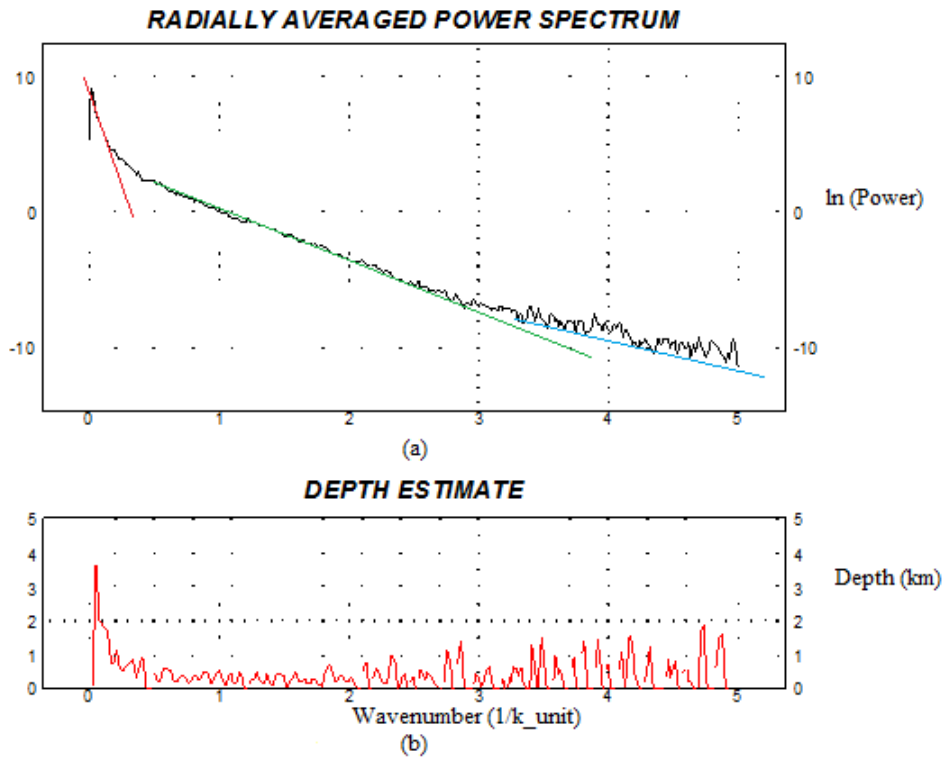 RADIALLY AVERAGED POWER SPECTRUM
10 10
0 0 ln (Power)
-10 -10
0 1 2 3 4 5
(a)
DEPTH ESTIMATE
5 5
4 4
3 3 Depth (km)
2 2
1 1
0 0
0 1 2 3 4 5
Wavenumber (1/k_unit)
(b)